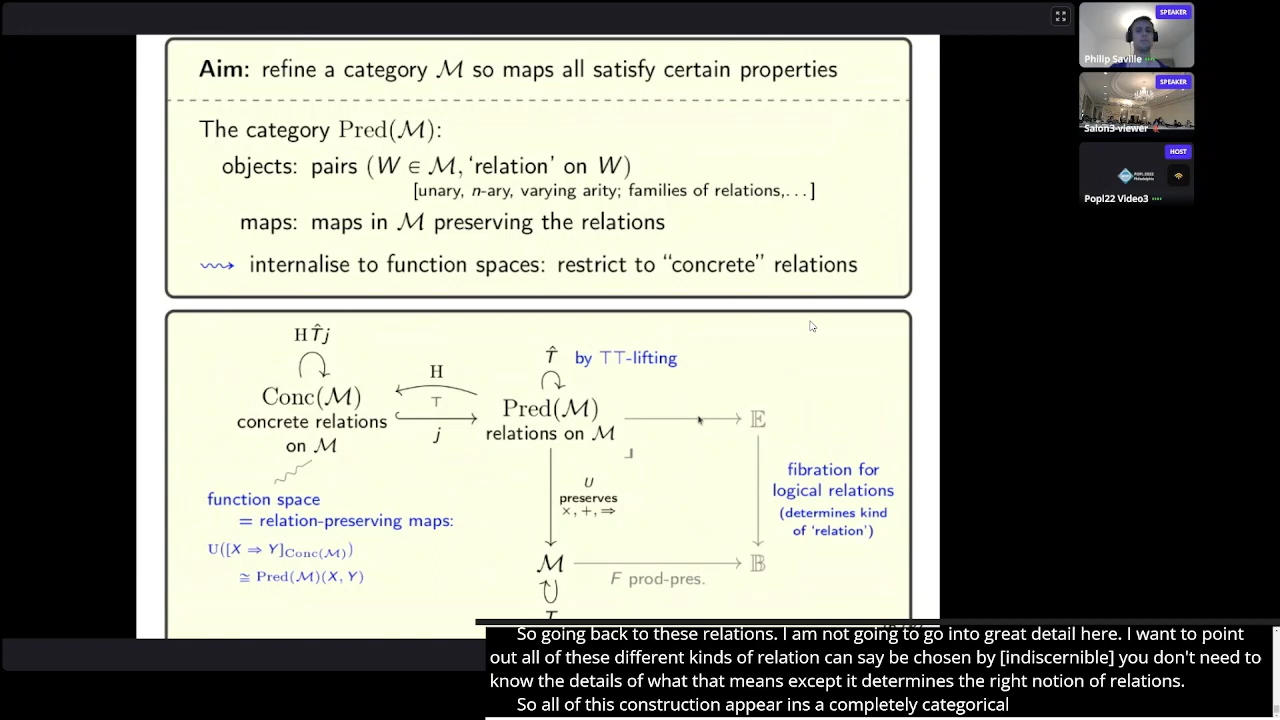 Aim: refine a category ℳ so maps all satisfy certain properties
The category Pred(ℳ):
objects: pairs (W ∈ ℳ, 'relation' on W)
[unary, n-ary, varying arity; families of relations,...]
maps: maps in ℳ preserving the relations
⇝ internalise to function spaces: restrict to "concrete" relations
HT̂j
T̂ by ⊤⊤-lifting
H
Conc(ℳ)
⊤
Pred(ℳ)
𝔼
concrete relations
on ℳ
j
relations on ℳ
U
preserves
×, +, ⇒
fibration for
logical relations
(determines kind
of 'relation')
function space
= relation-preserving maps:
U([X ⇒ Y]Conc(ℳ))
≅ Pred(ℳ)(X, Y)
ℳ
𝔹
F prod-pres.
T
SPEAKER
Philip Saville
SPEAKER
Salon3-viewer
HOST
POPL 2022
Philadelphia
Popl22 Video3
So going back to these relations. I am not going to go into great detail here. I want to point
out all of these different kinds of relation can say be chosen by [indiscernible] you don't need to
know the details of what that means except it determines the right notion of relations.
So all of this construction appear ins a completely categorical